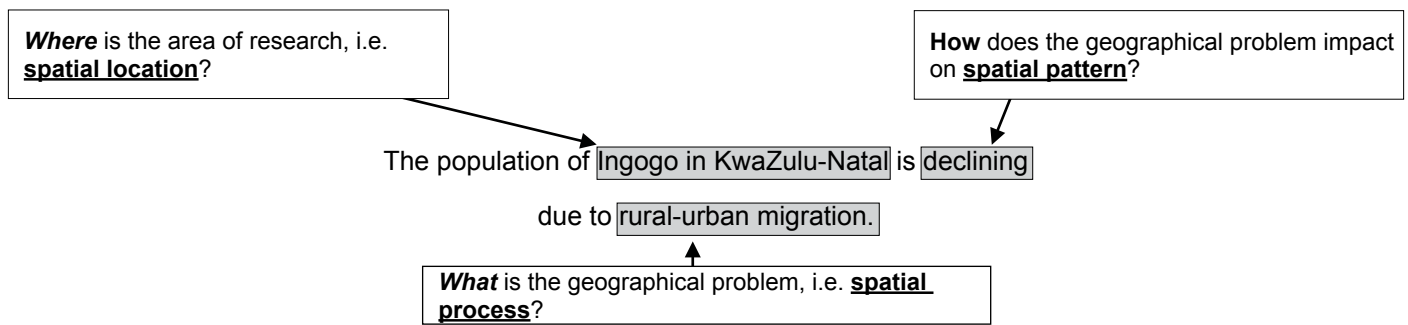 Where is the area of research, i.e.
spatial location?
How does the geographical problem impact
on spatial pattern?
The population of Ingogo in KwaZulu-Natal is declining
due to rural-urban migration.
What is the geographical problem, i.e. spatial
process?